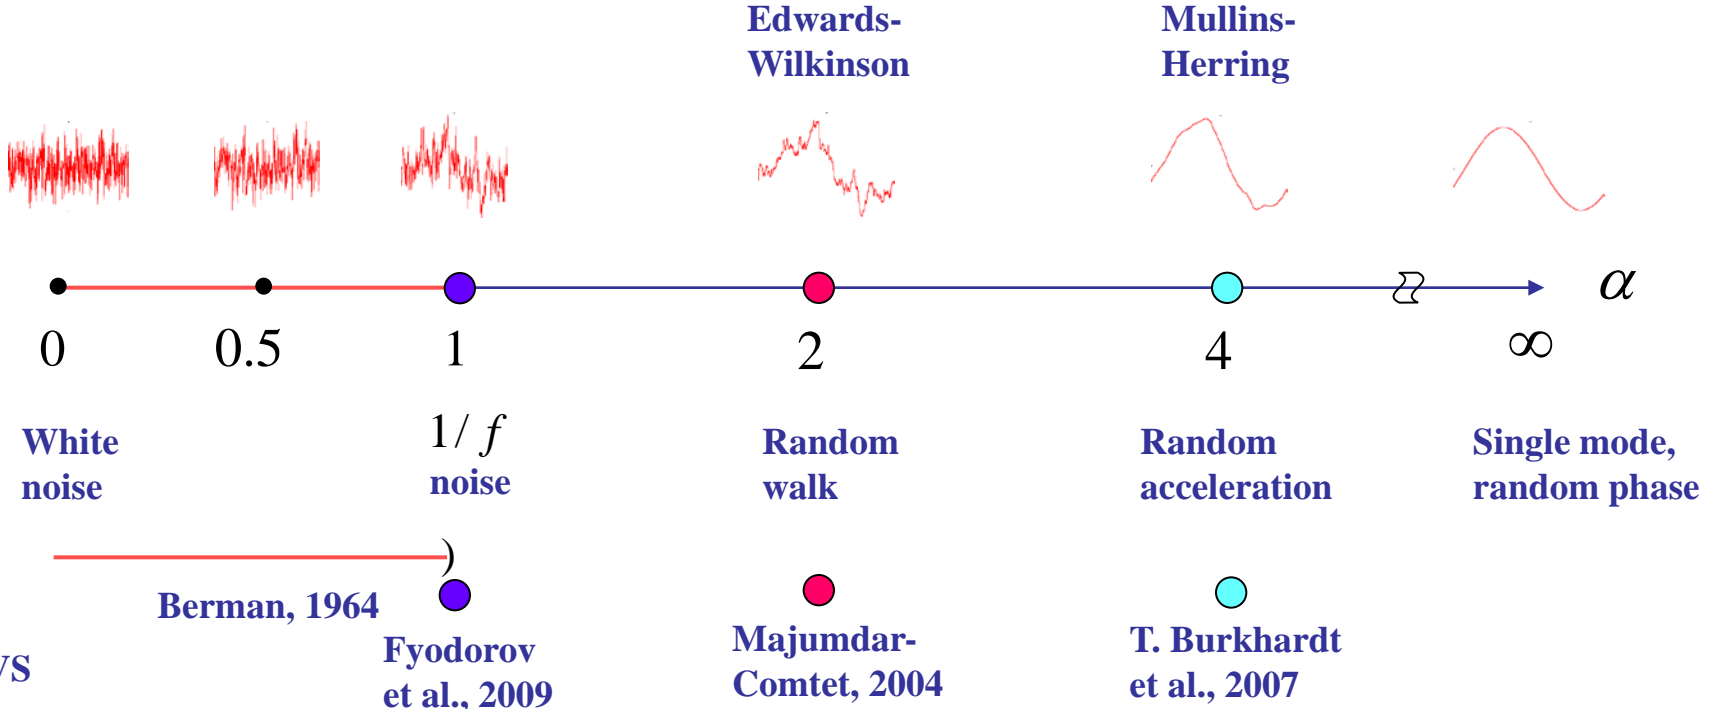 Edwards-
Wilkinson
Mullins-
Herring
α
0
0.5
1
2
4
∞
White
noise
1/ f
noise
Random
walk
Random
acceleration
Single mode,
random phase
)
Berman, 1964
Fyodorov
et al., 2009
Majumdar-
Comtet, 2004
T. Burkhardt
et al., 2007